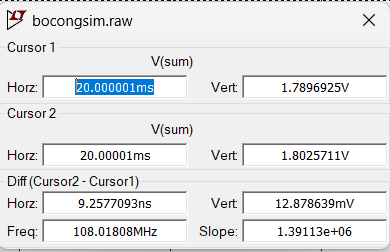 bocongsim.raw
Cursor 1
V(sum)
Horz: 20.000001ms Vert: 1.7896925V
Cursor 2
V(sum)
Horz: 20.00001ms Vert: 1.8025711V
Diff (Cursor2 - Cursor1)
Horz: 9.2577093ns Vert: 12.878639mV
Freq: 108.01808MHz Slope: 1.39113e+06